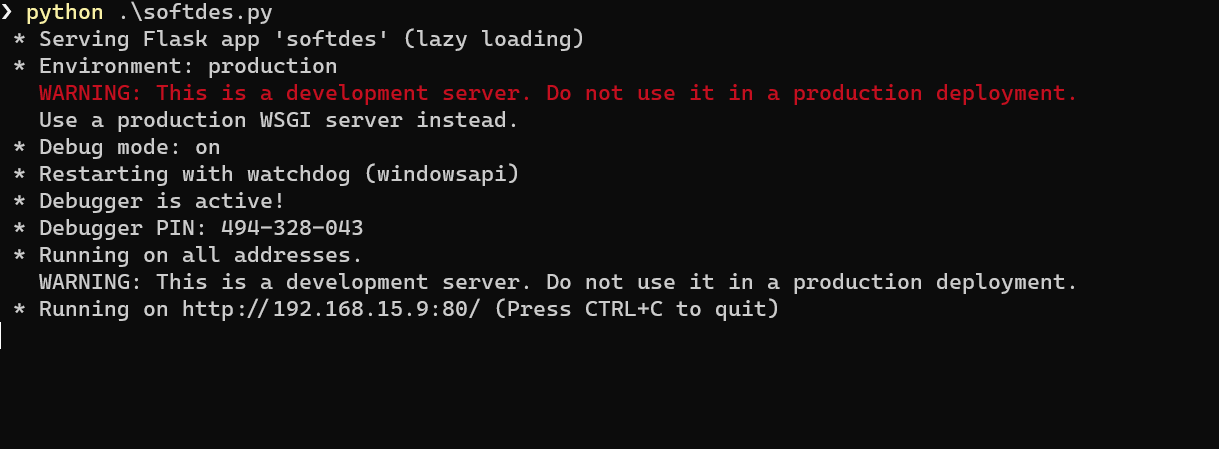 ❯ python .\softdes.py
* Serving Flask app 'softdes' (lazy loading)
* Environment: production
WARNING: This is a development server. Do not use it in a production deployment.
Use a production WSGI server instead.
* Debug mode: on
* Restarting with watchdog (windowsapi)
* Debugger is active!
* Debugger PIN: 494-328-043
* Running on all addresses.
WARNING: This is a development server. Do not use it in a production deployment.
* Running on http://192.168.15.9:80/ (Press CTRL+C to quit)